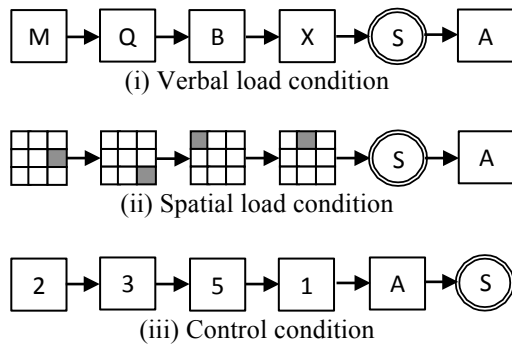 M Q B X S A
(i) Verbal load condition
S A
(ii) Spatial load condition
2 3 5 1 A S
(iii) Control condition